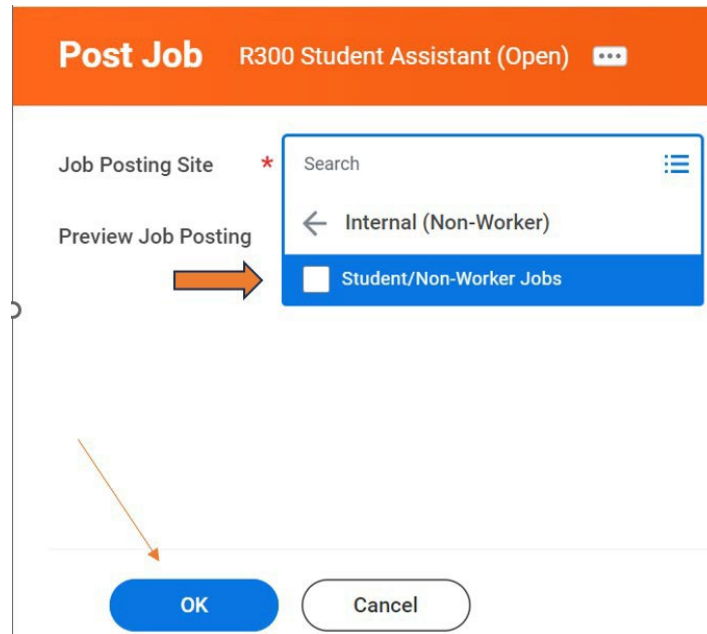 Post Job R300 Student Assistant (Open)
Job Posting Site * Search
Internal (Non-Worker)
Preview Job Posting
Student/Non-Worker Jobs
OK Cancel